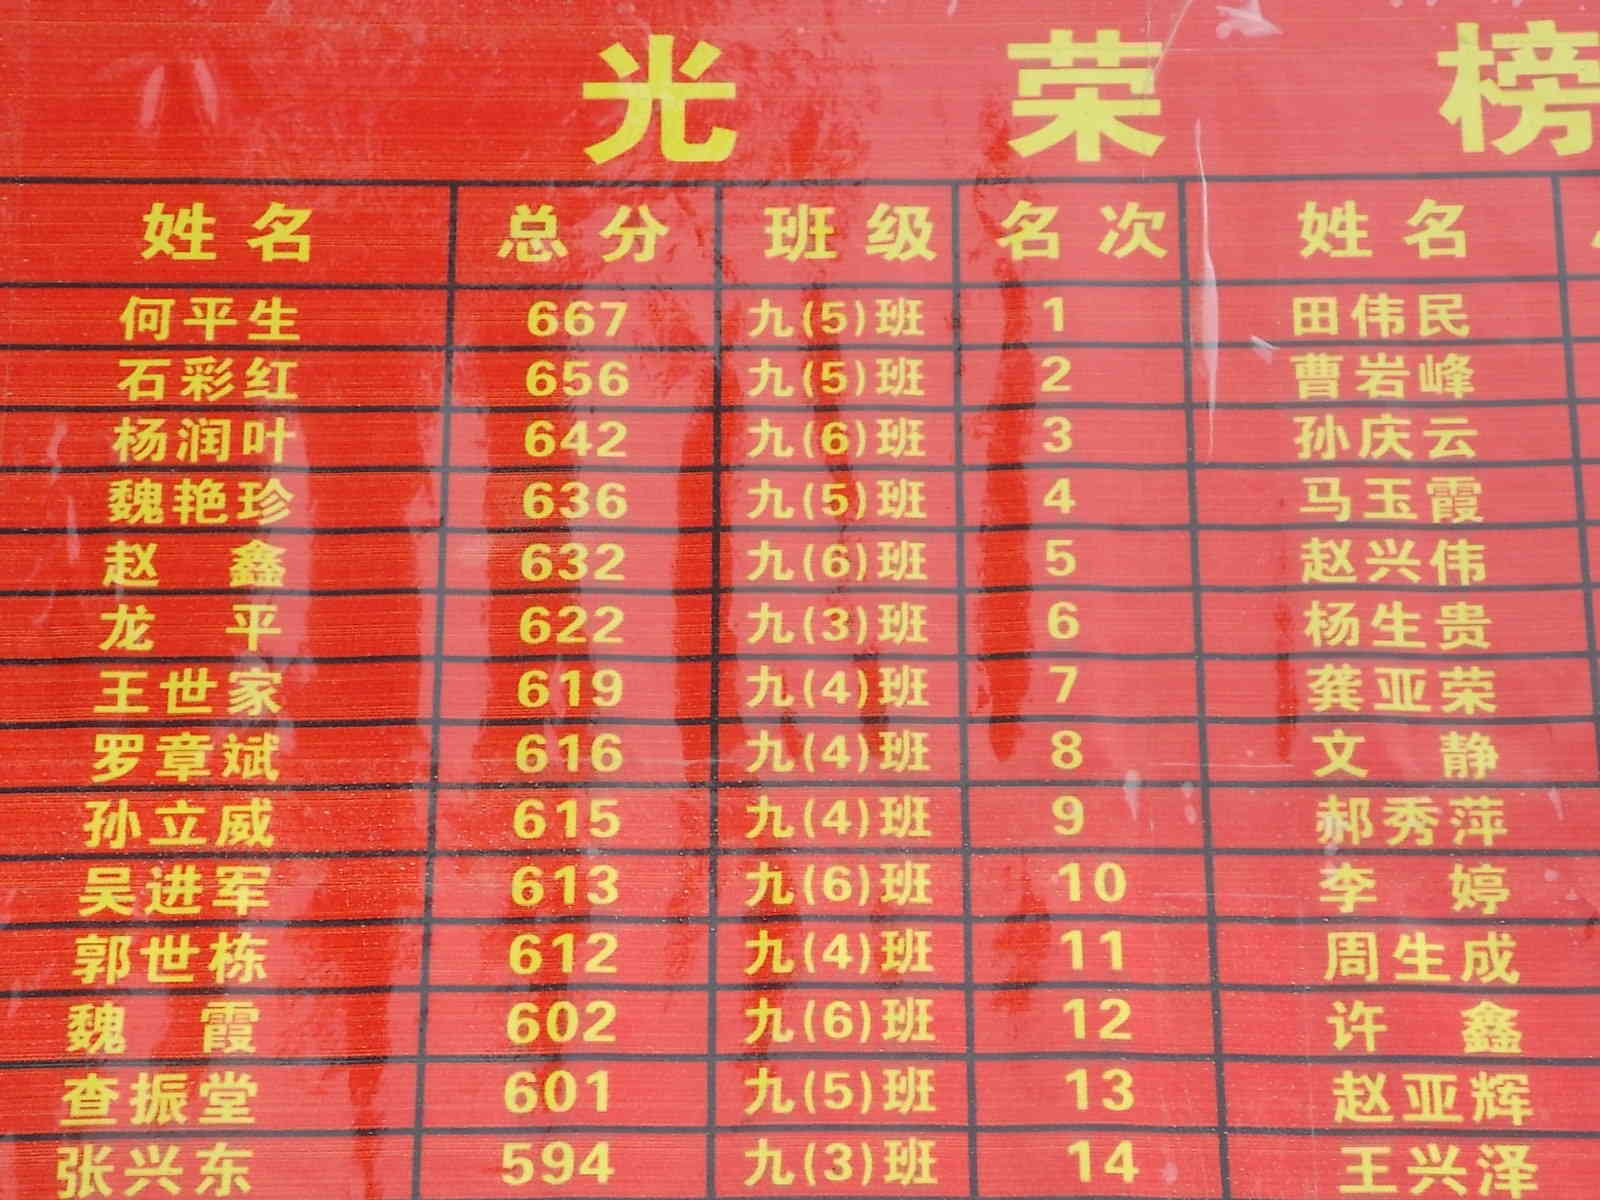 光 荣 榜
姓名 总分 班级 名次 姓名
何平生 667 九(5)班 1 田伟民
石彩红 656 九(5)班 2 曹岩峰
杨润叶 642 九(6)班 3 孙庆云
魏艳珍 636 九(5)班 4 马玉霞
赵 鑫 632 九(6)班 5 赵兴伟
龙 平 622 九(3)班 6 杨生贵
王世家 619 九(4)班 7 龚亚荣
罗章斌 616 九(4)班 8 文 静
孙立威 615 九(4)班 9 郝秀萍
吴进军 613 九(6)班 10 李 婷
郭世栋 612 九(4)班 11 周生成
魏 霞 602 九(6)班 12 许 鑫
查振堂 601 九(5)班 13 赵亚辉
张兴东 594 九(3)班 14 王兴泽